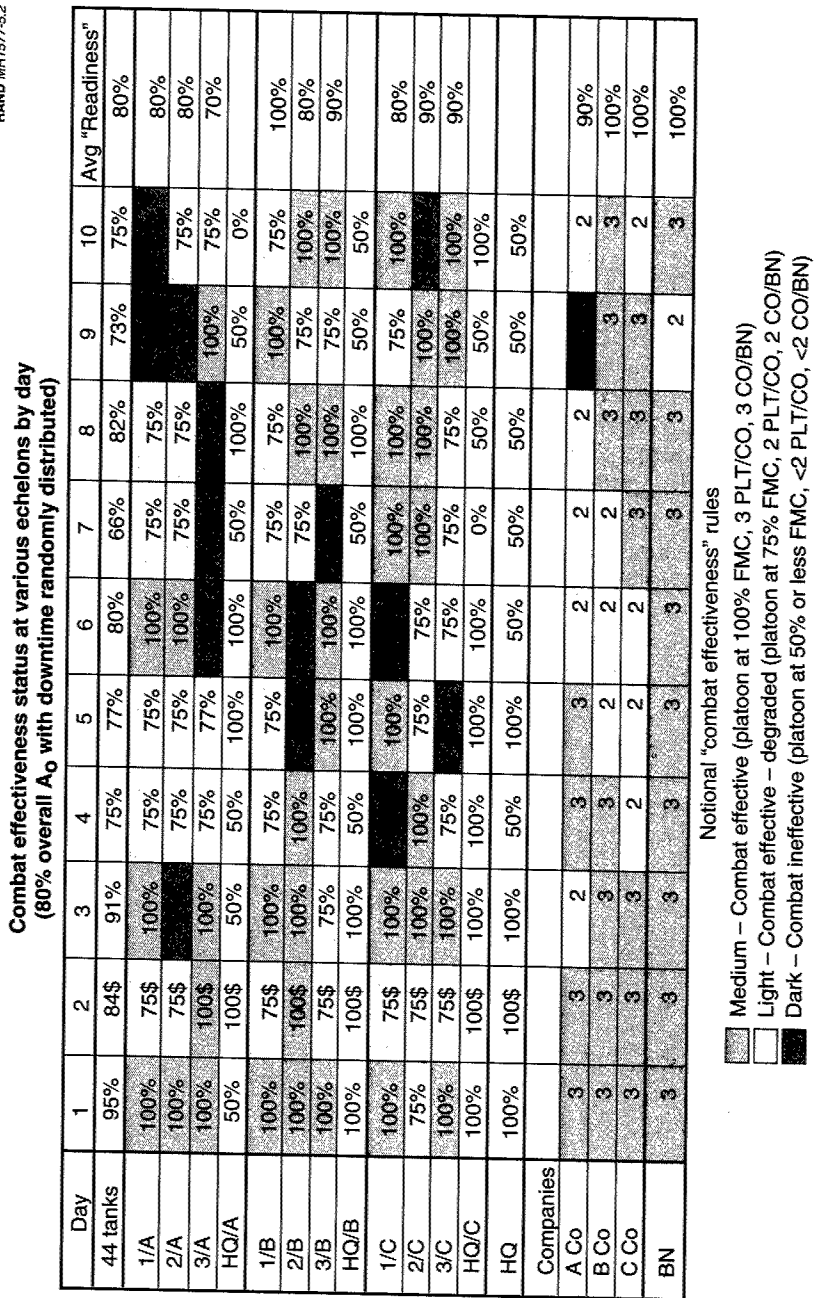 RAND MR1577-5.2
Combat effectiveness status at various echelons by day
(80% overall Ao with downtime randomly distributed)
Day 1 2 3 4 5 6 7 8 9 10 Avg “Readiness”
44 tanks 95% 84$ 91% 75% 77% 80% 66% 82% 73% 75% 80%
1/A 100% 75$ 100% 75% 75% 100% 75% 75% 80%
2/A 100% 75$ 75% 75% 100% 75% 75% 75% 80%
3/A 100% 100$ 100% 75% 77% 100% 75% 70%
HQ/A 50% 100$ 50% 50% 100% 100% 50% 100% 50% 0%
1/B 100% 75$ 100% 75% 75% 100% 75% 75% 100% 75% 100%
2/B 100% 100$ 100% 100% 75% 100% 75% 100% 80%
3/B 100% 75$ 75% 75% 100% 100% 100% 75% 100% 90%
HQ/B 100% 100$ 100% 50% 100% 100% 50% 100% 50% 50%
1/C 100% 75$ 100% 100% 100% 100% 75% 100% 80%
2/C 75% 75$ 100% 100% 75% 75% 100% 100% 100% 90%
3/C 100% 75$ 100% 75% 75% 75% 75% 100% 100% 90%
HQ/C 100% 100$ 100% 100% 100% 100% 0% 50% 50% 100%
HQ 100% 100$ 100% 50% 100% 50% 50% 50% 50% 50%
Companies
A Co 3 3 2 3 3 2 2 2 2 90%
B Co 3 3 3 3 2 2 2 3 3 3 100%
C Co 3 3 3 2 2 2 3 3 3 2 100%
BN 3 3 3 3 3 3 3 3 2 3 100%
Notional “combat effectiveness” rules
Medium – Combat effective (platoon at 100% FMC, 3 PLT/CO, 3 CO/BN)
Light – Combat effective – degraded (platoon at 75% FMC, 2 PLT/CO, 2 CO/BN)
Dark – Combat ineffective (platoon at 50% or less FMC, <2 PLT/CO, <2 CO/BN)